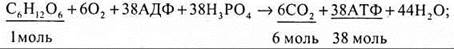 C₆H₁₂O₆ +6O₂ +38АДФ+38H₃PO₄ → 6CO₂ +38АТФ+44H₂O;
1моль 6 моль 38 моль